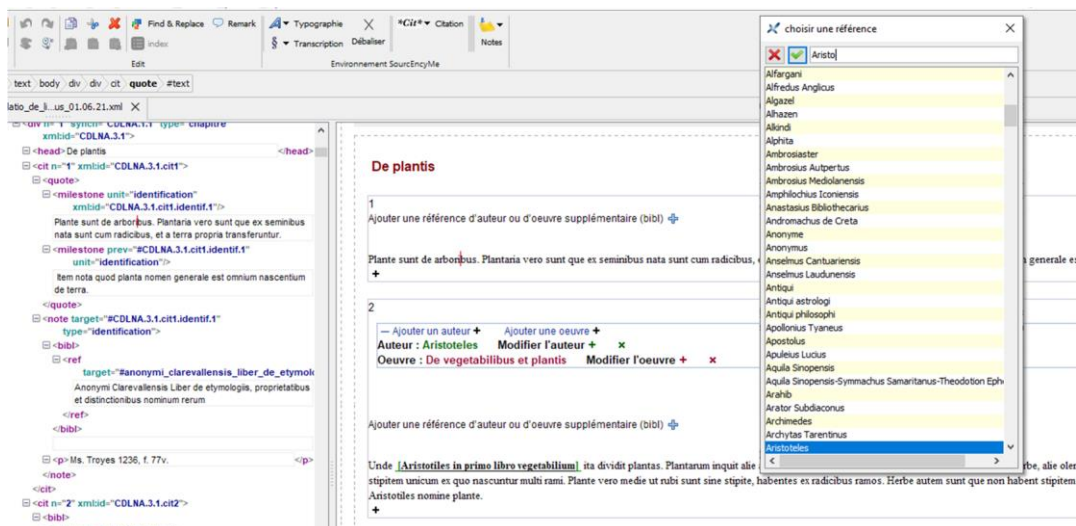 Find & Replace
Remark
Typographie
*Cit* Citation
index
§ Transcription
Débaliser
Notes
Edit
Environnement SourcEncyMe
text body div div cit quote #text
latio_de_li...us_01.06.21.xml
xml:id="CDLNA.3.1">
<head> De plantis </head>
<cit n="1" xml:id="CDLNA.3.1.cit1">
<quote>
<milestone unit="identification"
xml:id="CDLNA.3.1.cit1.identif.1"/>
Plante sunt de arboribus. Plantaria vero sunt que ex seminibus
nata sunt cum radicibus, et a terra propria transferuntur.
<milestone prev="#CDLNA.3.1.cit1.identif.1"
unit="identification"/>
Item nota quod planta nomen generale est omnium nascentium
de terra.
</quote>
<note target="#CDLNA.3.1.cit1.identif.1"
type="identification">
<bibl>
<ref
target="#anonymi_clarevallensis_liber_de_etymol
Anonymi Clarevallensis Liber de etymologiis, proprietatibus
et distinctionibus nominum rerum
</ref>
</bibl>
<p> Ms. Troyes 1236, f. 77v. </p>
</note>
</cit>
<cit n="2" xml:id="CDLNA.3.1.cit2">
<bibl>
De plantis
1
Ajouter une référence d'auteur ou d'oeuvre supplémentaire (bibl)
Plante sunt de arboribus. Plantaria vero sunt que ex seminibus nata sunt cum radicibus,
generale es
+
2
— Ajouter un auteur + Ajouter une oeuvre +
Auteur : Aristoteles Modifier l'auteur + ×
Oeuvre : De vegetabilibus et plantis Modifier l'oeuvre + ×
Ajouter une référence d'auteur ou d'oeuvre supplémentaire (bibl)
Unde [Aristotiles in primo libro vegetabilium] ita dividit plantas. Plantarum inquit alie
rbe, alie oler
stipitem unicum ex quo nascuntur multi rami. Plante vero medie ut rubi sunt sine stipite, habentes ex radicibus ramos. Herbe autem sunt que non habent stipitem
Aristotiles nomine plante.
+
choisir une référence
Aristo
Alfargani
Alfredus Anglicus
Algazel
Alhazen
Alkindi
Alphita
Ambrosiaster
Ambrosius Autpertus
Ambrosius Mediolanensis
Amphilochius Iconiensis
Anastasius Bibliothecarius
Andromachus de Creta
Anonyme
Anonymus
Anselmus Cantuariensis
Anselmus Laudunensis
Antiqui
Antiqui astrologi
Antiqui philosophi
Apollonius Tyaneus
Apostolus
Apuleius Lucius
Aquila Sinopensis
Aquila Sinopensis-Symmachus Samaritanus-Theodotion Eph
Arahib
Arator Subdiaconus
Archimedes
Archytas Tarentinus
Aristoteles